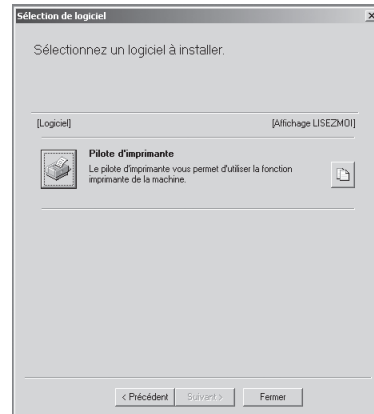 Sélection de logiciel
Sélectionnez un logiciel à installer.
[Logiciel] [Affichage LISEZMOI]
Pilote d'imprimante
Le pilote d'imprimante vous permet d'utiliser la fonction
imprimante de la machine.
< Précédent Suivant > Fermer